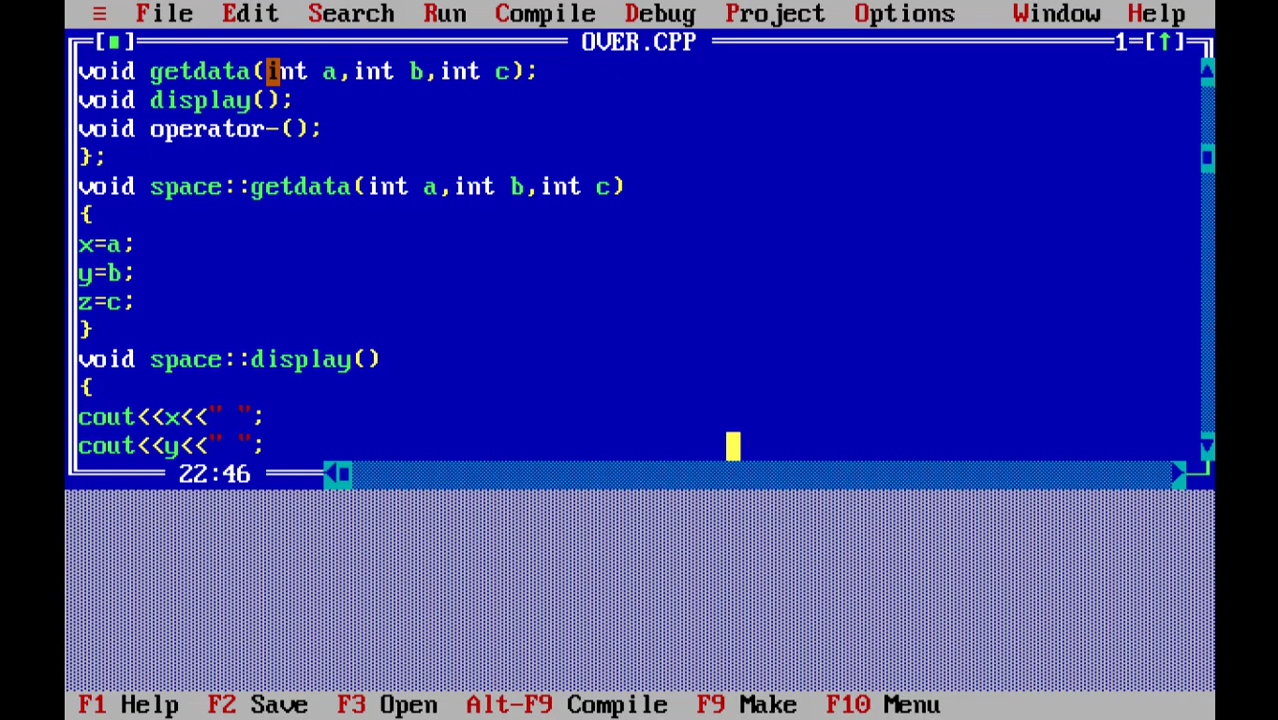 ≡ File Edit Search Run Compile Debug Project Options Window Help
[■] OVER.CPP 1=[↑]
void getdata(int a,int b,int c);
void display();
void operator-();
};
void space::getdata(int a,int b,int c)
{
x=a;
y=b;
z=c;
}
void space::display()
{
cout<<x<<" ";
cout<<y<<" ";
22:46
F1 Help F2 Save F3 Open Alt-F9 Compile F9 Make F10 Menu